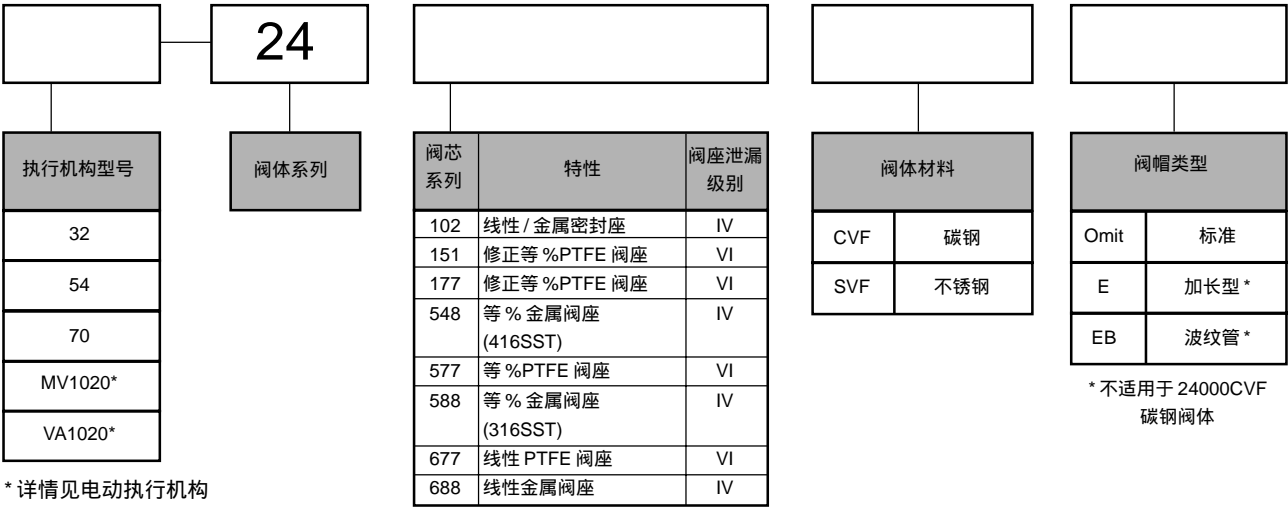 24
执行机构型号
32
54
70
MV1020*
VA1020*
* 详情见电动执行机构
阀体系列
阀芯
系列
特性
阀座泄漏
级别
102 线性 / 金属密封座 IV
151 修正等 %PTFE 阀座 VI
177 修正等 %PTFE 阀座 VI
548 等 % 金属阀座 IV
(416SST)
577 等 %PTFE 阀座 VI
588 等 % 金属阀座 IV
(316SST)
677 线性 PTFE 阀座 VI
688 线性金属阀座 IV
阀体材料
CVF 碳钢
SVF 不锈钢
阀帽类型
Omit 标准
E 加长型 *
EB 波纹管 *
* 不适用于 24000CVF
碳钢阀体